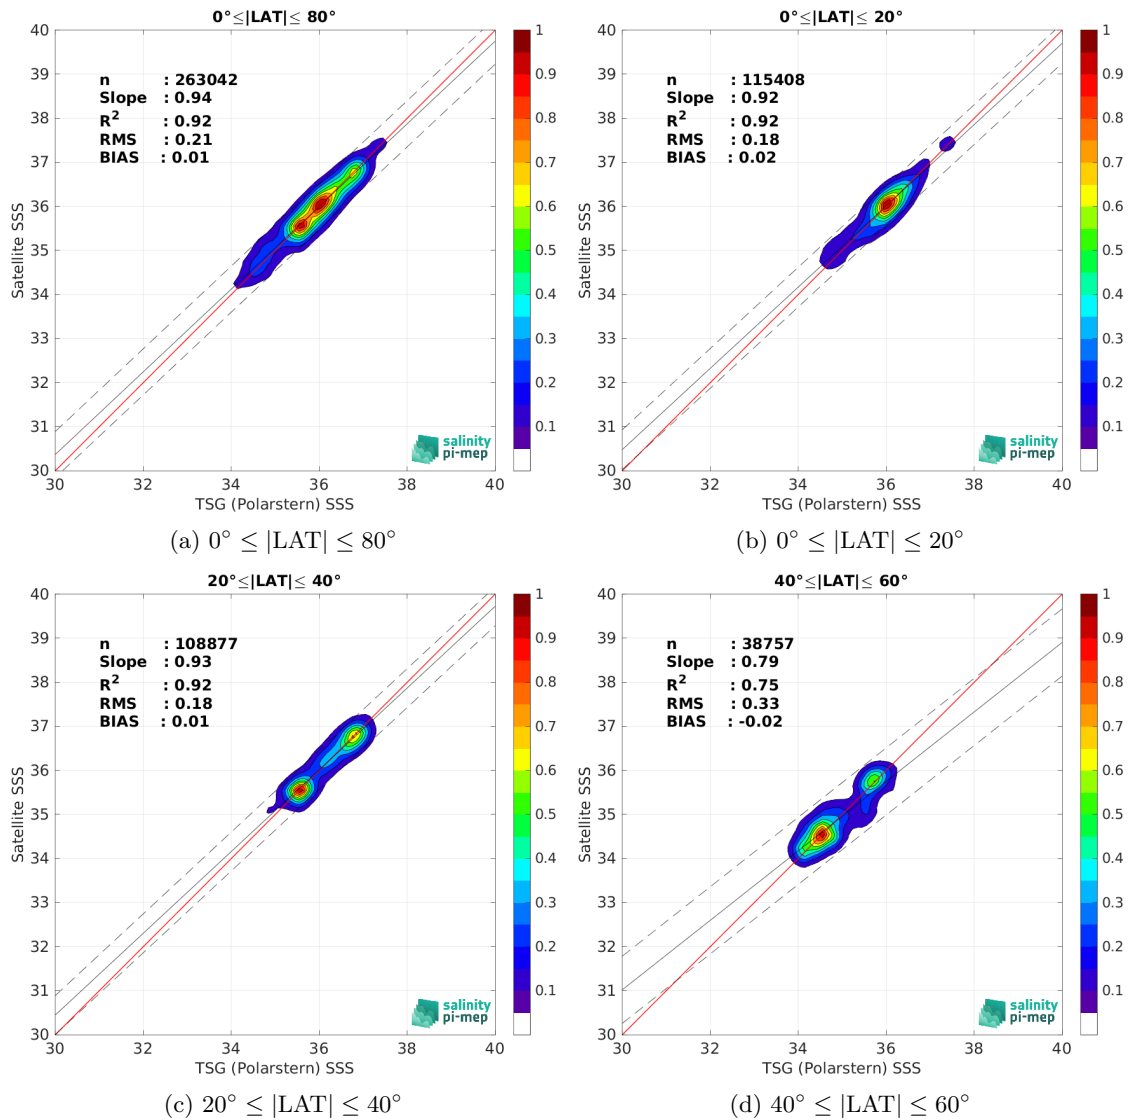 0°≤|LAT|≤ 80°
40
39
38
37
36
35
34
33
32
31
30
Satellite SSS
n : 263042
Slope : 0.94
R² : 0.92
RMS : 0.21
BIAS : 0.01
salinity
pi-mep
30 32 34 36 38 40
TSG (Polarstern) SSS
1
0.9
0.8
0.7
0.6
0.5
0.4
0.3
0.2
0.1
(a) 0° ≤ |LAT| ≤ 80°
0°≤|LAT|≤ 20°
40
39
38
37
36
35
34
33
32
31
30
Satellite SSS
n : 115408
Slope : 0.92
R² : 0.92
RMS : 0.18
BIAS : 0.02
salinity
pi-mep
30 32 34 36 38 40
TSG (Polarstern) SSS
1
0.9
0.8
0.7
0.6
0.5
0.4
0.3
0.2
0.1
(b) 0° ≤ |LAT| ≤ 20°
20°≤|LAT|≤ 40°
40
39
38
37
36
35
34
33
32
31
30
Satellite SSS
n : 108877
Slope : 0.93
R² : 0.92
RMS : 0.18
BIAS : 0.01
salinity
pi-mep
30 32 34 36 38 40
TSG (Polarstern) SSS
1
0.9
0.8
0.7
0.6
0.5
0.4
0.3
0.2
0.1
(c) 20° ≤ |LAT| ≤ 40°
40°≤|LAT|≤ 60°
40
39
38
37
36
35
34
33
32
31
30
Satellite SSS
n : 38757
Slope : 0.79
R² : 0.75
RMS : 0.33
BIAS : -0.02
salinity
pi-mep
30 32 34 36 38 40
TSG (Polarstern) SSS
1
0.9
0.8
0.7
0.6
0.5
0.4
0.3
0.2
0.1
(d) 40° ≤ |LAT| ≤ 60°